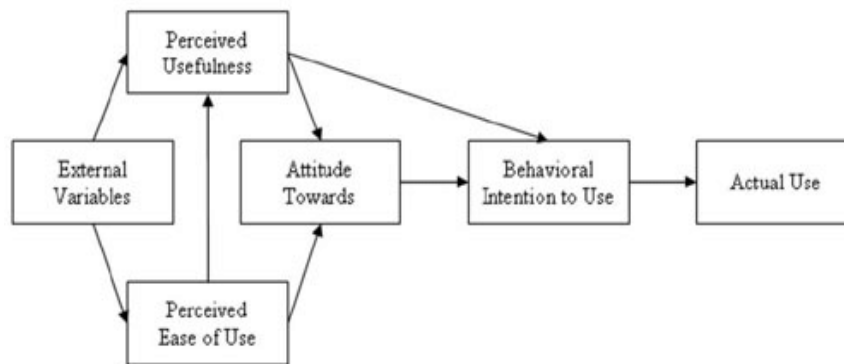 Perceived
Usefulness
External
Variables
Attitude
Towards
Behavioral
Intention to Use
Actual Use
Perceived
Ease of Use